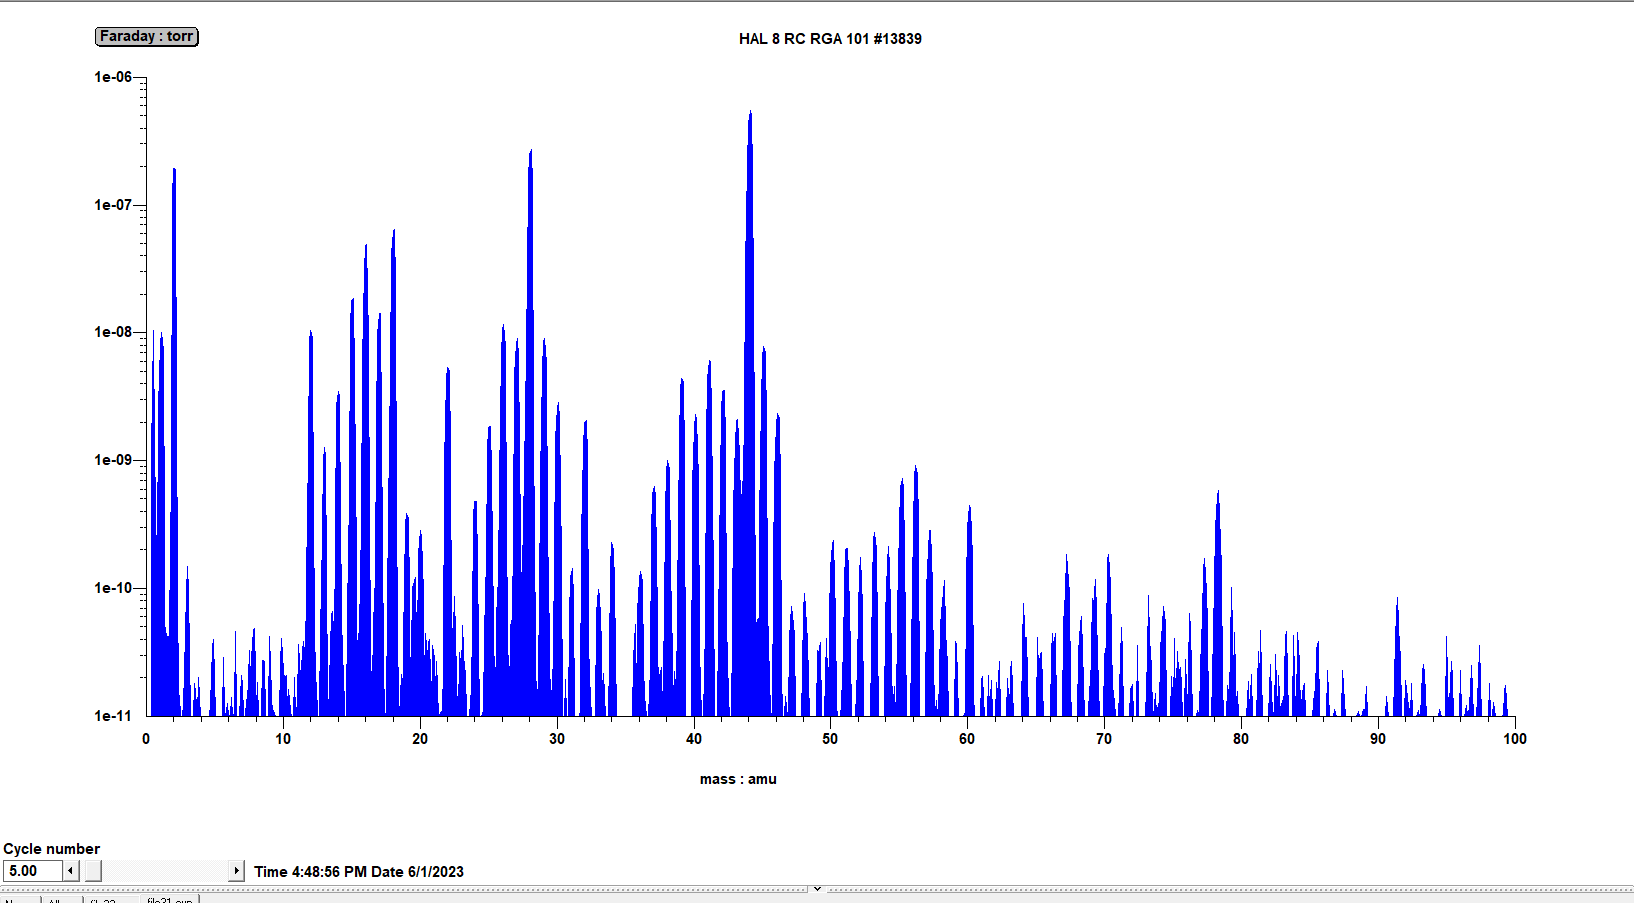 Faraday : torr
HAL 8 RC RGA 101 #13839
1e-06
1e-07
1e-08
1e-09
1e-10
1e-11
0 10 20 30 40 50 60 70 80 90 100
mass : amu
Cycle number
5.00
Time 4:48:56 PM Date 6/1/2023